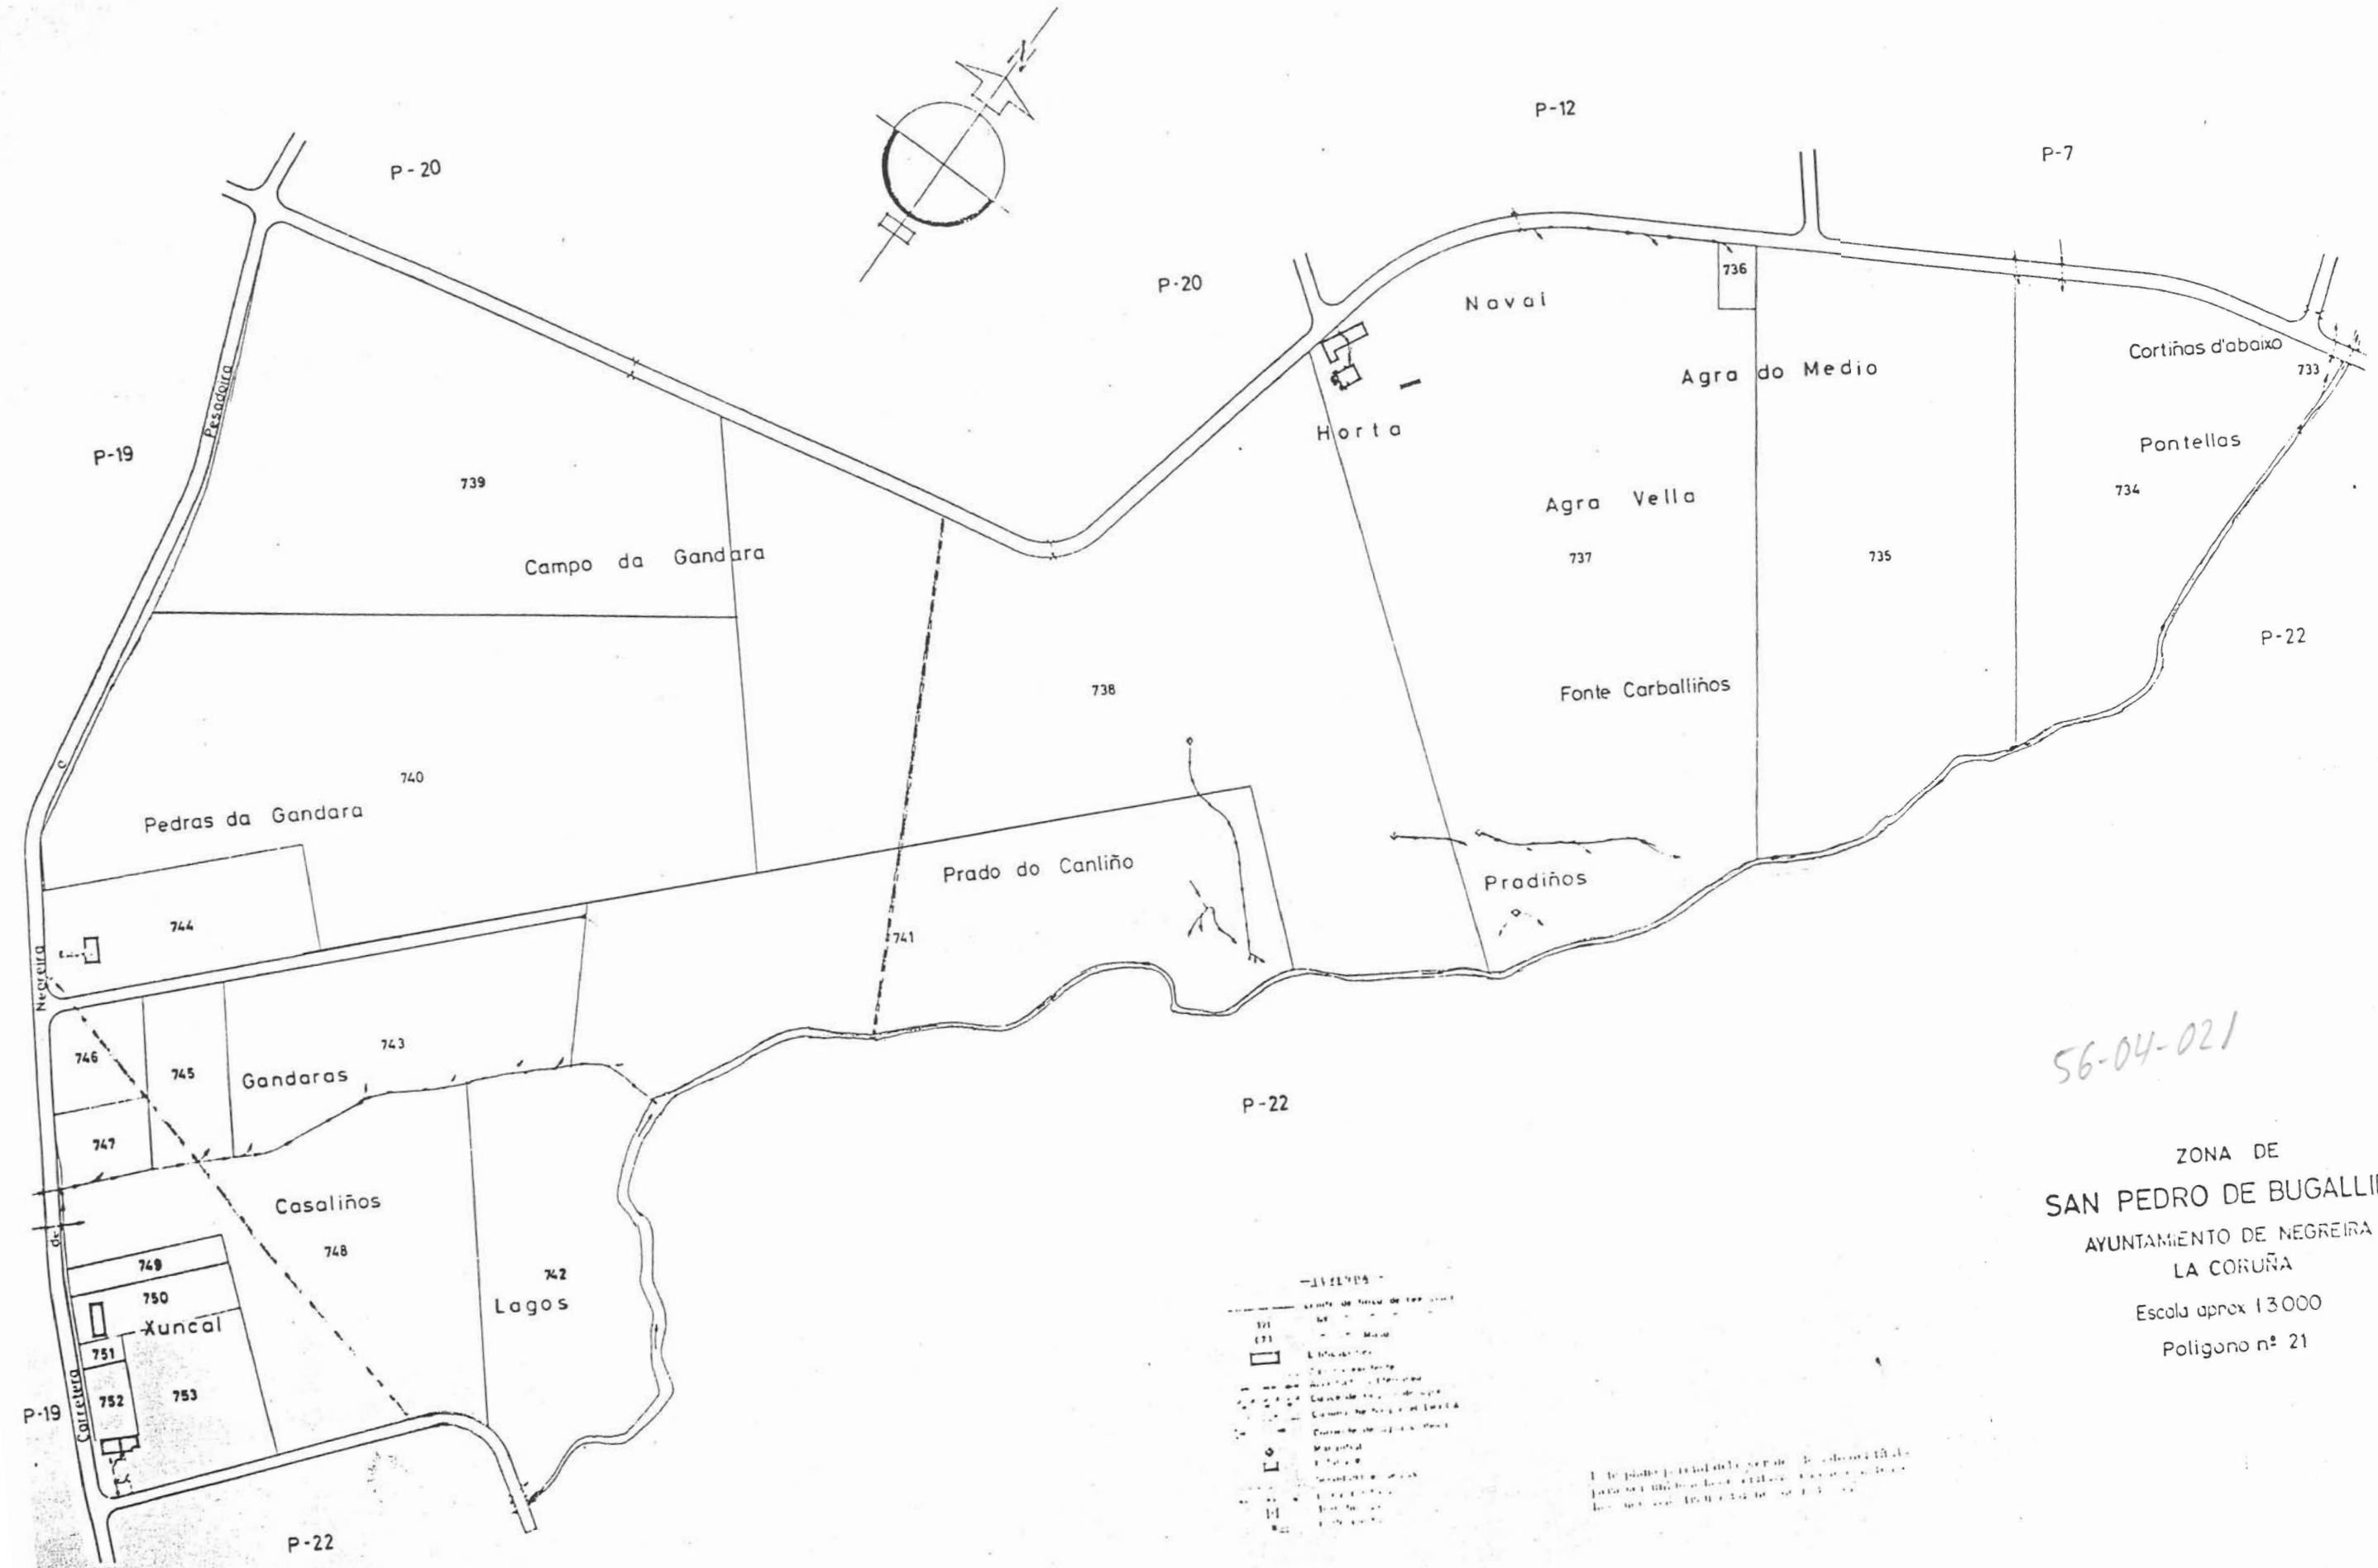 N
P-12
P-7
P-20
P-20
736
Navai
Cortiñas d'abaixo
733
Agra do Medio
Pesadoira
Horta
Pontellas
P-19
739
734
Agra Vella
Campo da Gandara
737
735
P-22
738
Fonte Carballiños
740
c
Pedras da Gandara
Prado do Canliño
Pradiños
744
741
Negreira
743
746
745
Gandaras
56-04-021
P-22
747
ZONA DE
Casaliños
SAN PEDRO DE BUGALLI
748
de
AYUNTAMIENTO DE NEGREIRA
749
742
LA CORUÑA
750
Lagos
Escala aprox 1 3000
Xuncal
Poligono nº 21
751
752
753
Carretera
P-19
P-22